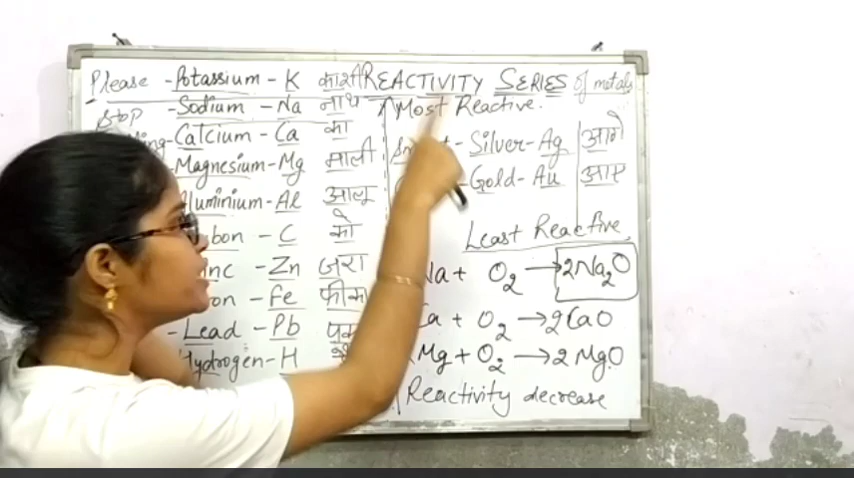 Please - Potassium - K काशी REACTIVITY SERIES of metals
Stop - Sodium - Na नाथ Most Reactive.
- Catcium - Ca का - Silver - Ag आगे
- Magnesium - Mg माली - Gold - Au आए
Aluminium - Al आलू
- C को Least Reactive.
- Zn जरा Na + O2 → 2Na2O
- Fe फीका
- Lead - Pb + O2 → 2CaO
Hydrogen - H Mg + O2 → 2MgO
Reactivity decrease